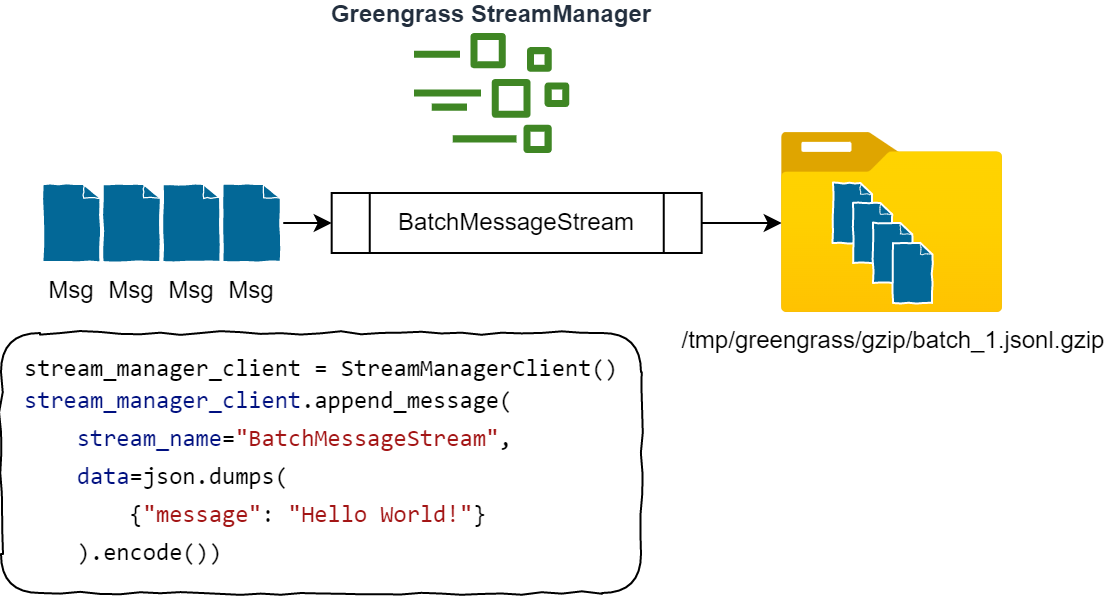 Greengrass StreamManager
BatchMessageStream
Msg Msg Msg Msg
/tmp/greengrass/gzip/batch_1.jsonl.gzip
stream_manager_client = StreamManagerClient()
stream_manager_client.append_message(
    stream_name="BatchMessageStream",
    data=json.dumps(
        {"message": "Hello World!"}
    ).encode())